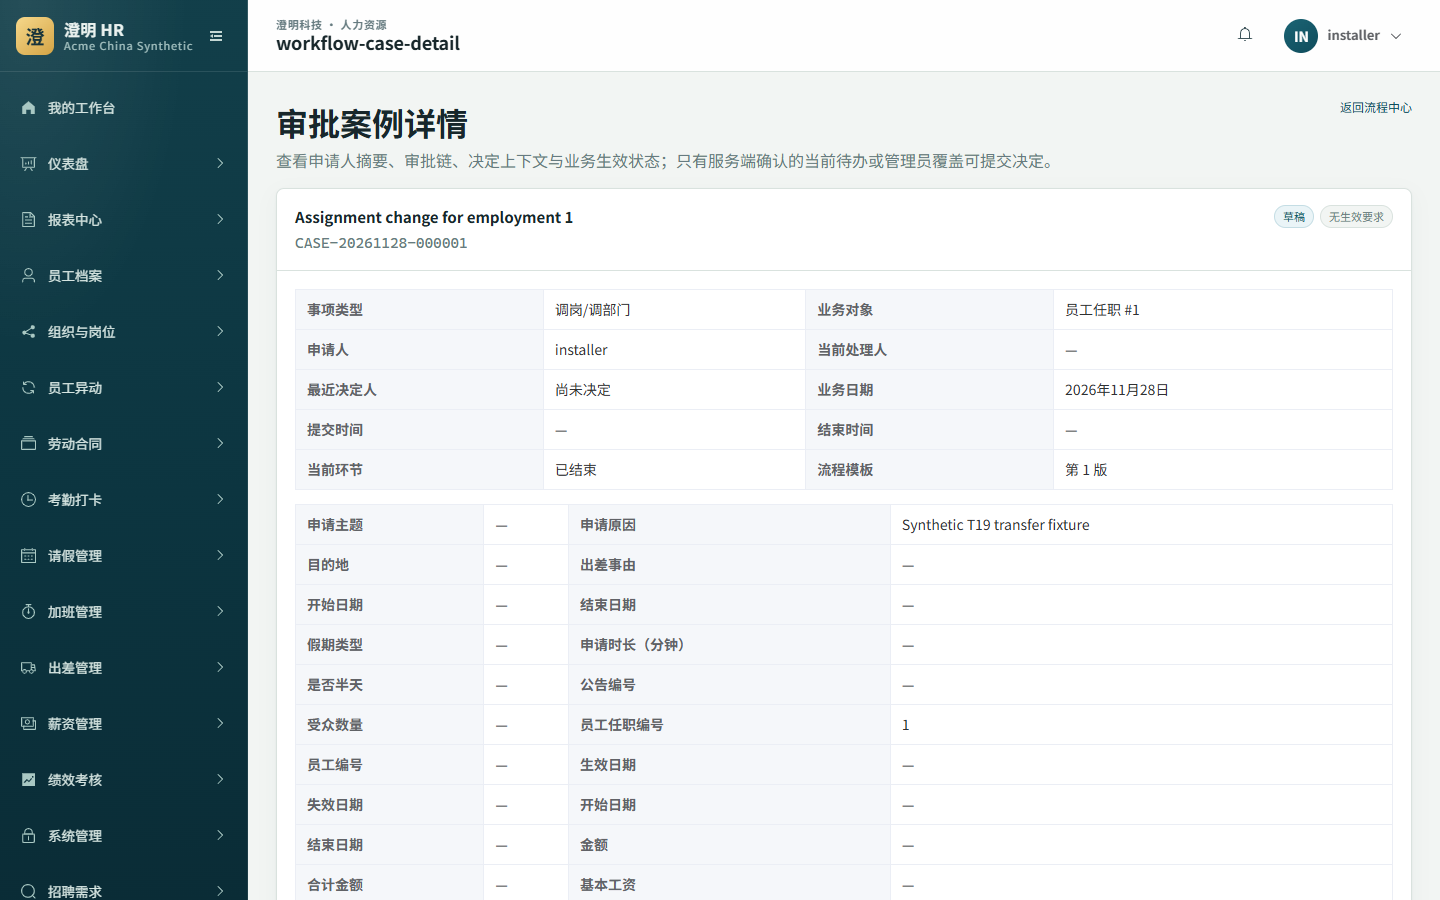 澄
澄明 HR
Acme China Synthetic
我的工作台
仪表盘
报表中心
员工档案
组织与岗位
员工异动
劳动合同
考勤打卡
请假管理
加班管理
出差管理
薪资管理
绩效考核
系统管理
招聘需求
澄明科技 · 人力资源
workflow-case-detail
IN
installer
审批案例详情
返回流程中心
查看申请人摘要、审批链、决定上下文与业务生效状态；只有服务端确认的当前待办或管理员覆盖可提交决定。
Assignment change for employment 1
草稿
无生效要求
CASE-20261128-000001
事项类型 调岗/调部门 业务对象 员工任职 #1
申请人 installer 当前处理人 —
最近决定人 尚未决定 业务日期 2026年11月28日
提交时间 — 结束时间 —
当前环节 已结束 流程模板 第 1 版
申请主题 — 申请原因 Synthetic T19 transfer fixture
目的地 — 出差事由 —
开始日期 — 结束日期 —
假期类型 — 申请时长（分钟） —
是否半天 — 公告编号 —
受众数量 — 员工任职编号 1
员工编号 — 生效日期 —
失效日期 — 开始日期 —
结束日期 — 金额 —
合计金额 — 基本工资 —